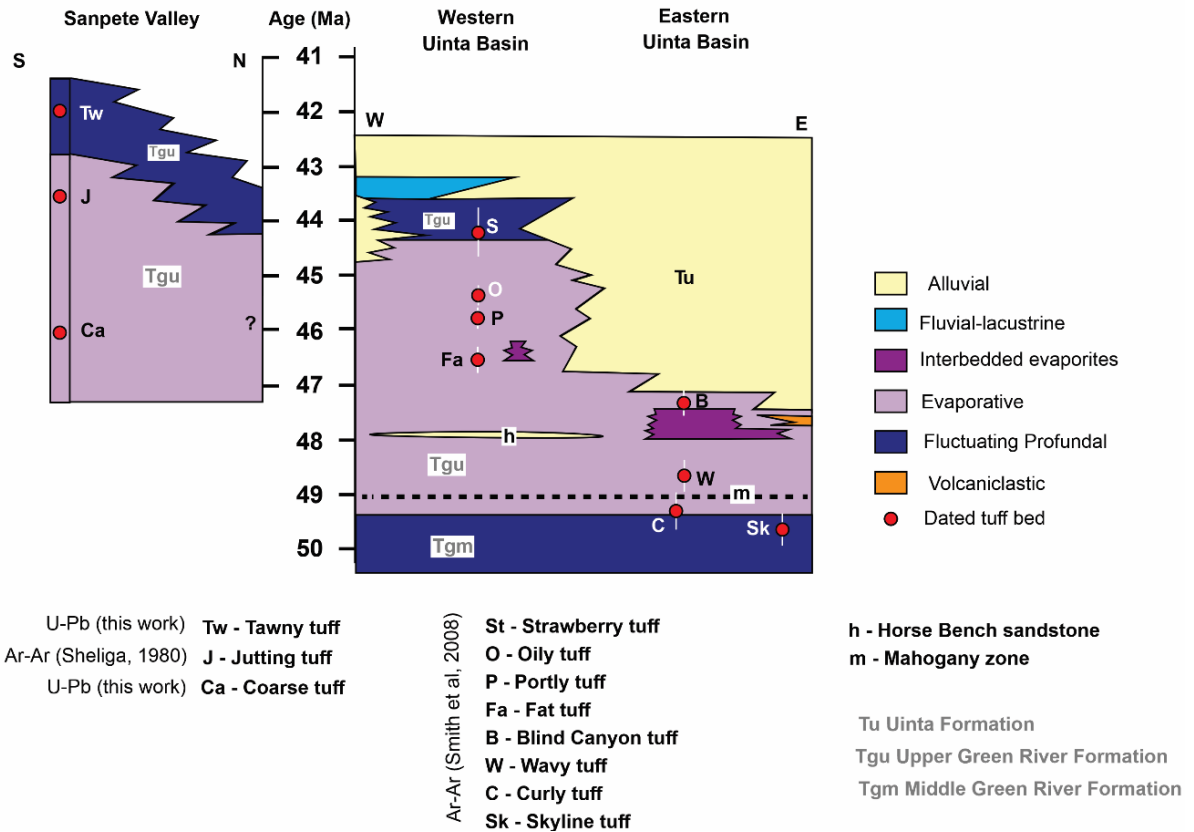 Sanpete Valley
Age (Ma)
Western
Uinta Basin
Eastern
Uinta Basin
S
N
41
42
43
44
45
46
47
48
49
50
W
E
Tw
Tgu
J
Tgu
Ca
?
Tgu
S
O
P
Fa
Tu
B
h
Tgu
W
m
C
Sk
Tgm
Alluvial
Fluvial-lacustrine
Interbedded evaporites
Evaporative
Fluctuating Profundal
Volcaniclastic
Dated tuff bed
U-Pb (this work) Tw - Tawny tuff
Ar-Ar (Sheliga, 1980) J - Jutting tuff
U-Pb (this work) Ca - Coarse tuff
Ar-Ar (Smith et al, 2008)
St - Strawberry tuff
O - Oily tuff
P - Portly tuff
Fa - Fat tuff
B - Blind Canyon tuff
W - Wavy tuff
C - Curly tuff
Sk - Skyline tuff
h - Horse Bench sandstone
m - Mahogany zone
Tu Uinta Formation
Tgu Upper Green River Formation
Tgm Middle Green River Formation